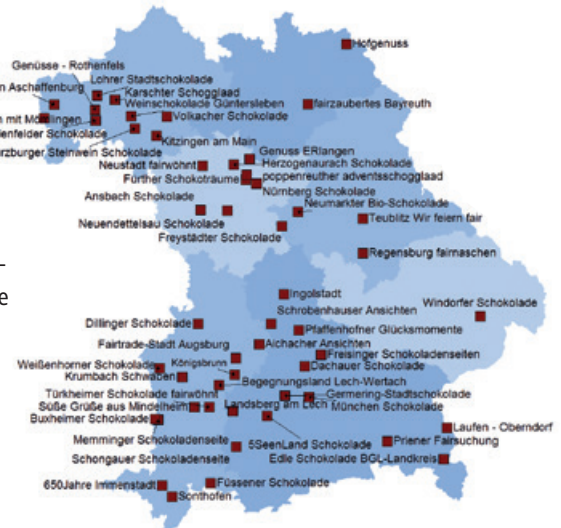 Hofgenuss
Genüsse - Rothenfels
Lohrer Stadtschokolade
Aschaffenburg
Karschter Schogglaad
Weinschokolade Güntersleben
fairzaubertes Bayreuth
mit
Volkacher Schokolade
Schokolade
Kitzingen am Main
Steinwein Schokolade
Genuss ERlangen
Neustadt fairwöhnt
Herzogenaurach Schokolade
Fürther Schokoträume
poppenreuther adventsschogglaad
Nürnberg Schokolade
Ansbach Schokolade
Neumarkter Bio-Schokolade
Neuendettelsau Schokolade
Teublitz Wir feiern fair
Freystädter Schokolade
Regensburg fairnaschen
–
e
Ingolstadt
Windorfer Schokolade
Schrobenhauser Ansichten
Dillinger Schokolade
Pfaffenhofner Glücksmomente
Fairtrade-Stadt Augsburg
Aichacher Ansichten
Freisinger Schokoladenseiten
Weißenhorner Schokolade
Königsbrunn
Dachauer Schokolade
Krumbach Schwaben
Begegnungsland Lech-Wertach
Türkheimer Schokolade fairwöhnt
Germering-Stadtschokolade
Süße Grüße aus Mindelheim
Landsberg am Lech
München Schokolade
Buxheimer Schokolade
Laufen - Oberndorf
Memminger Schokoladenseite
5SeenLand Schokolade
Priener Fairsuchung
Schongauer Schokoladenseite
Edle Schokolade BGL-Landkreis
650Jahre Immenstadt
Füssener Schokolade
Sonthofen